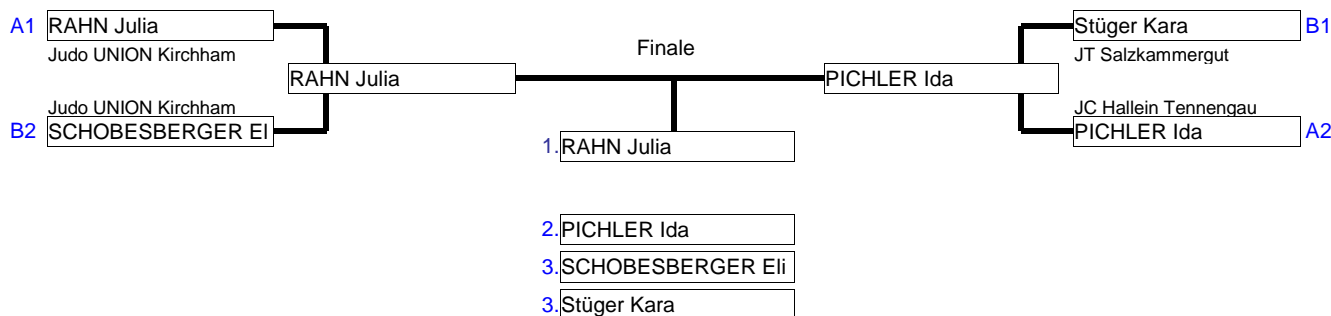 A1 RAHN Julia
Judo UNION Kirchham
RAHN Julia
Judo UNION Kirchham
B2 SCHOBESBERGER El
Finale
Stüger Kara B1
JT Salzkammergut
PICHLER Ida
JC Hallein Tennengau
PICHLER Ida A2
1. RAHN Julia
2. PICHLER Ida
3. SCHOBESBERGER Eli
3. Stüger Kara